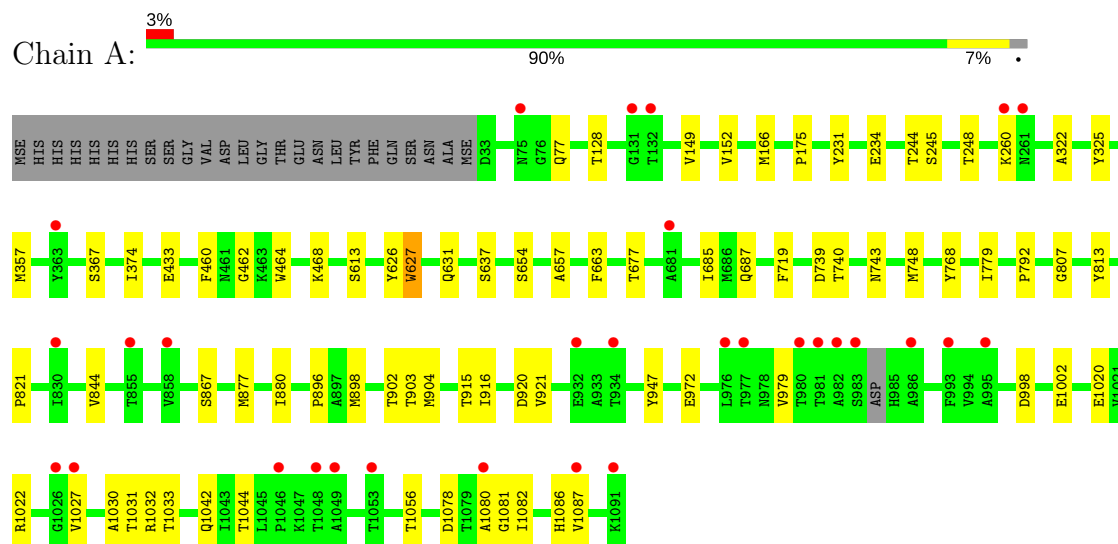 3%
Chain A:
90% 7% •
MSE HIS HIS HIS HIS HIS HIS SER SER GLY VAL ASP LEU GLY THR GLU ASN LEU TYR PHE GLN SER ASN ALA MSE D33 N75 G76 Q77 T128 G131 T132 V149 V152 M166 P175 Y231 E234 T244 S245 T248 K260 N261 A322 Y325
M357 Y363 S367 I374 E433 F460 N461 G462 K463 W464 K468 S613 Y626 W627 Q631 S637 S654 A657 F663 T677 A681 I685 M686 Q687 F719 D739 T740 N743 M748 Y768 I779 P792 G807 Y813
P821 I830 V844 T855 V858 S867 M877 I880 P896 A897 M898 T902 T903 M904 T915 I916 D920 V921 E932 A933 T934 Y947 E972 L976 T977 N978 V979 T980 T981 A982 S983 ASP H985 A986 F993 V994 A995 D998 E1002 E1020 V1021
R1022 G1026 V1027 A1030 T1031 R1032 T1033 Q1042 I1043 T1044 L1045 P1046 K1047 T1048 A1049 T1053 T1056 D1078 T1079 A1080 G1081 I1082 H1086 V1087 K1091